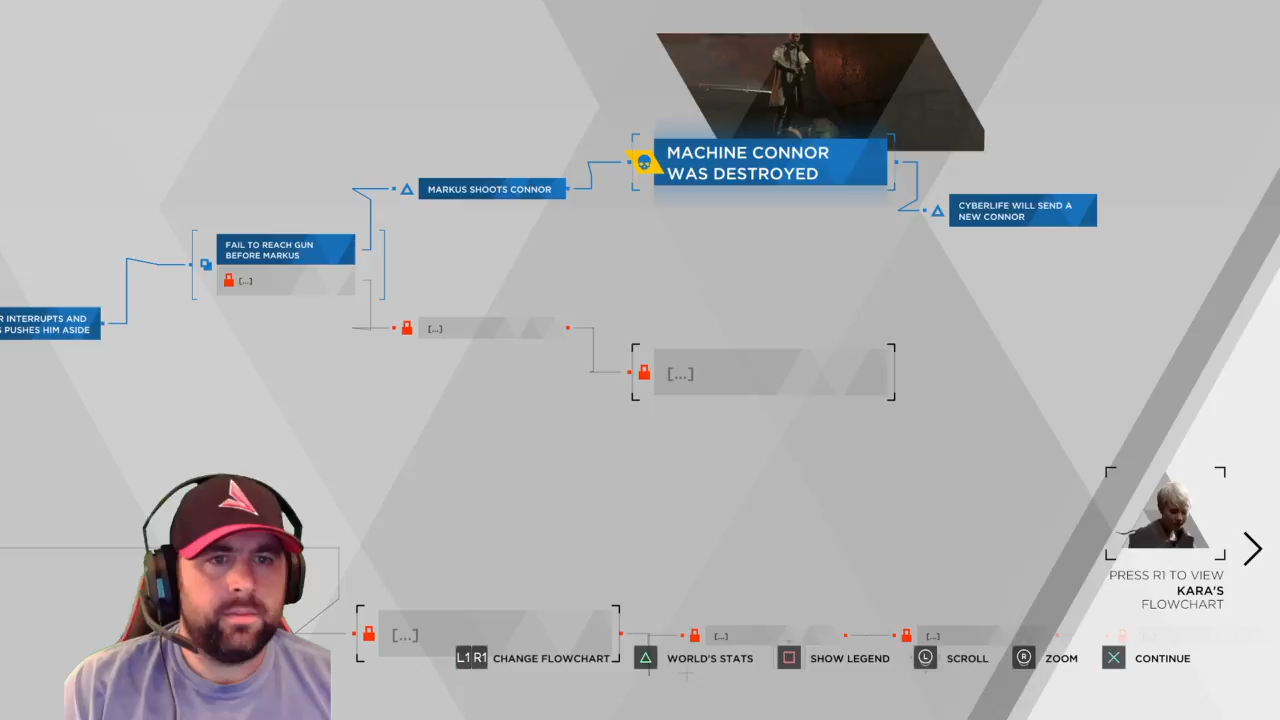 MACHINE CONNOR
WAS DESTROYED
MARKUS SHOOTS CONNOR
CYBERLIFE WILL SEND A
NEW CONNOR
FAIL TO REACH GUN
BEFORE MARKUS
[...]
R INTERRUPTS AND
S PUSHES HIM ASIDE
[...]
[...]
PRESS R1 TO VIEW
KARA'S
FLOWCHART
[...]
[...]
[...]
L1 R1 CHANGE FLOWCHART
WORLD'S STATS
SHOW LEGEND
L SCROLL
R ZOOM
CONTINUE